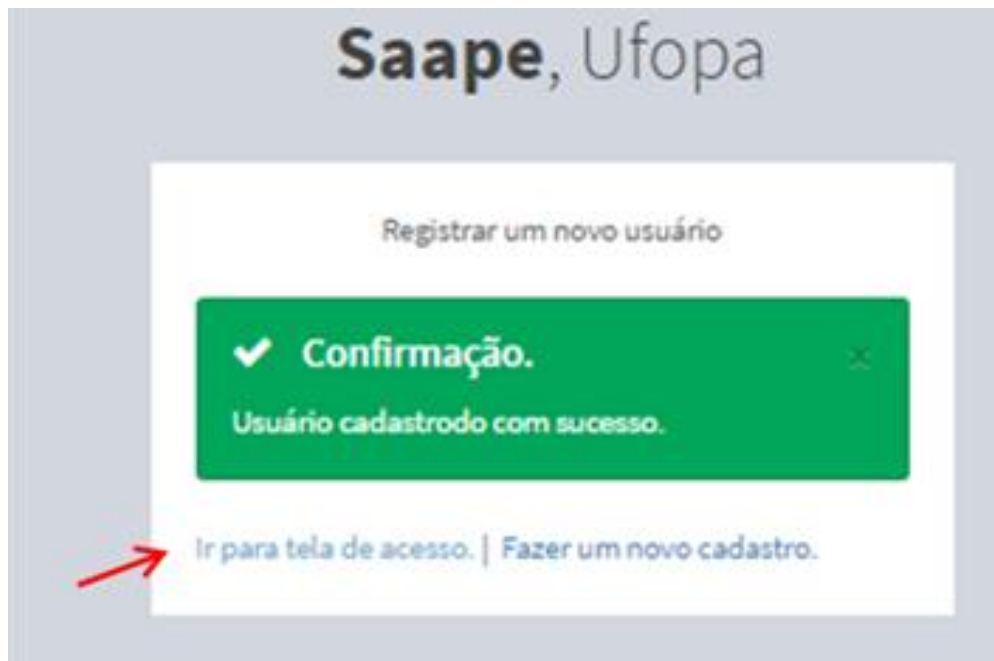 Saape, Ufopa
Registrar um novo usuário
Confirmação.
Usuário cadastrodo com sucesso.
Ir para tela de acesso. | Fazer um novo cadastro.